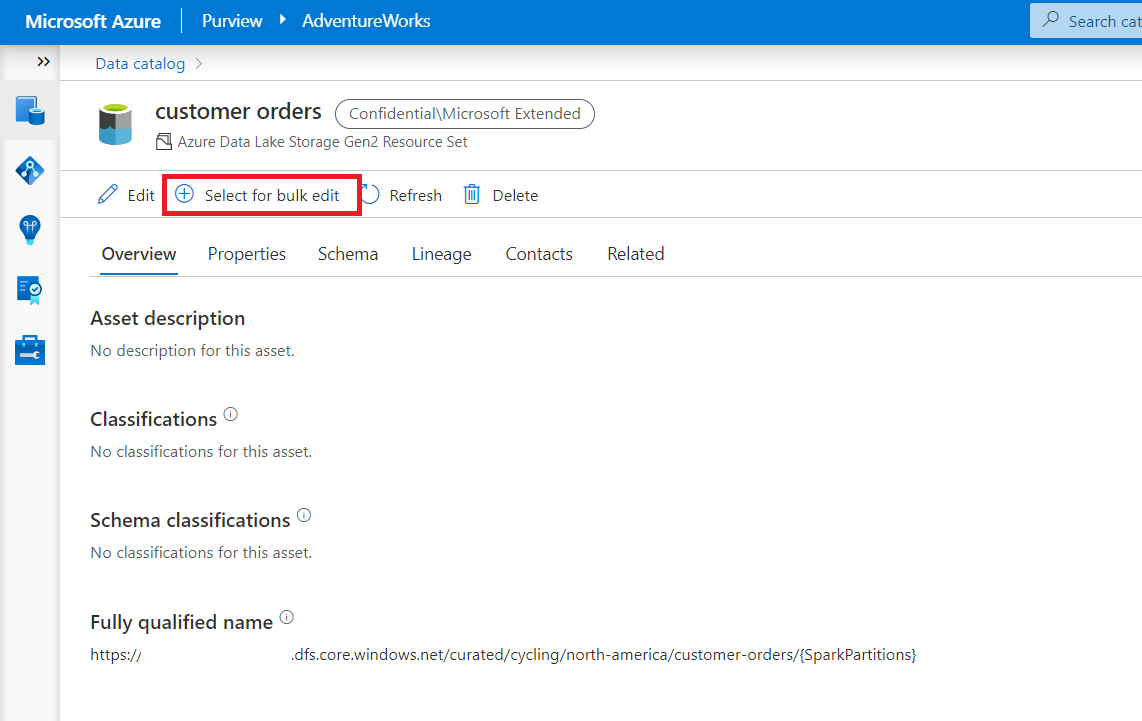 Microsoft Azure Purview AdventureWorks Search cat
Data catalog
customer orders Confidential\Microsoft Extended
Azure Data Lake Storage Gen2 Resource Set
Edit Select for bulk edit Refresh Delete
Overview Properties Schema Lineage Contacts Related
Asset description
No description for this asset.
Classifications
No classifications for this asset.
Schema classifications
No classifications for this asset.
Fully qualified name
https:// .dfs.core.windows.net/curated/cycling/north-america/customer-orders/{SparkPartitions}